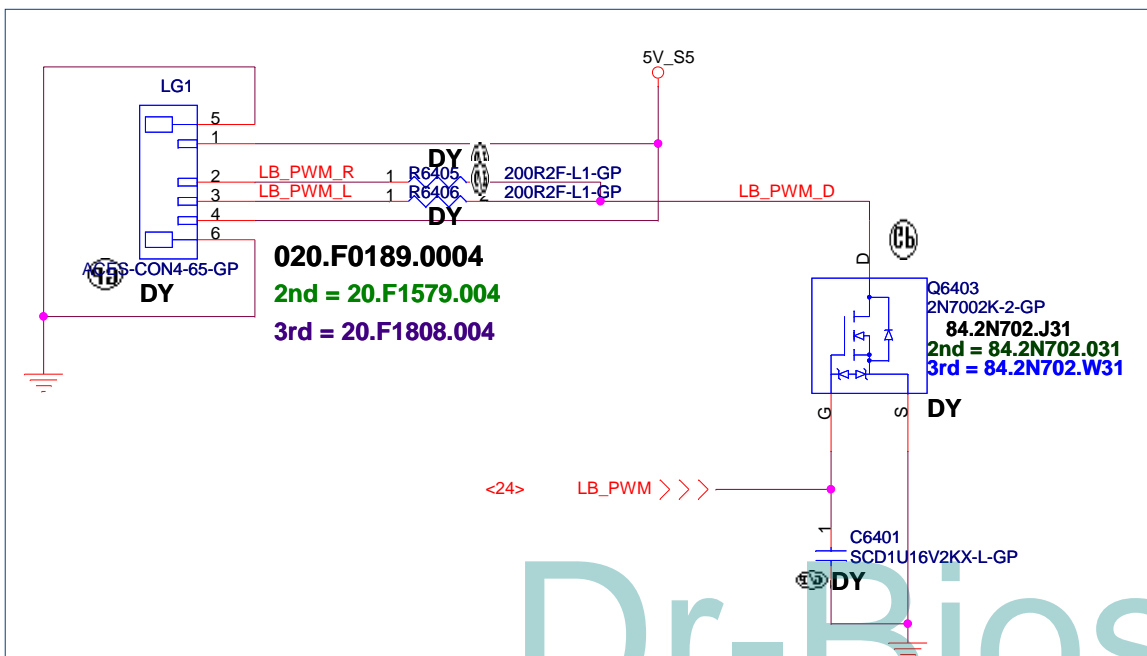 5V_S5
LG1
5
1
DY
LB_PWM_R
1
R6405
200R2F-L1-GP
2
LB_PWM_L
1
R6406
2
200R2F-L1-GP
3
LB_PWM_D
DY
4
6
020.F0189.0004
ACES-CON4-65-GP
DY
2nd = 20.F1579.004
3rd = 20.F1808.004
D
Q6403
2N7002K-2-GP
84.2N702.J31
2nd = 84.2N702.031
3rd = 84.2N702.W31
G
S
DY
<24>
LB_PWM
1
C6401
SCD1U16V2KX-L-GP
DY
Dr-Bios